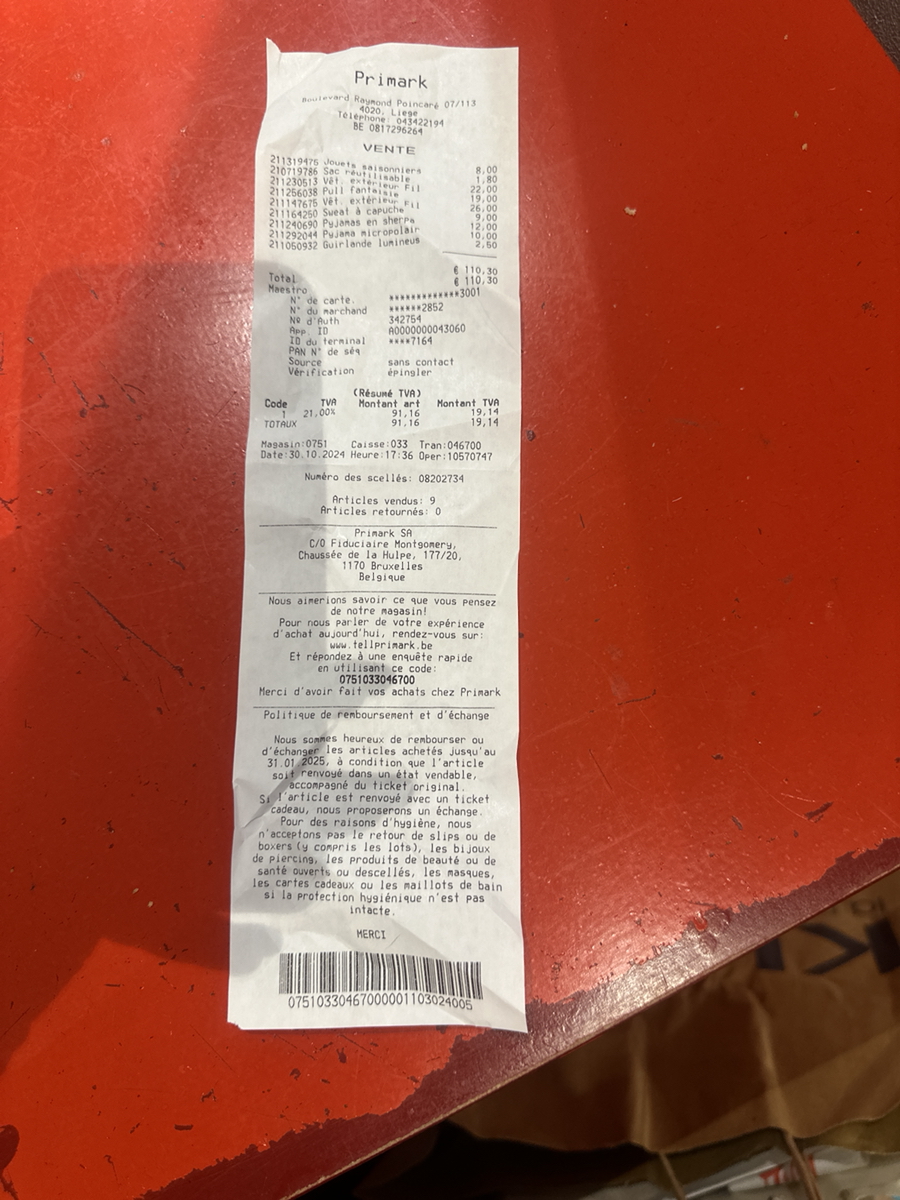 Primark
Boulevard Raymond Poincaré 07/113
4020, Liege
Téléphone: 043422194
BE 0817296264
VENTE
211319476 Jouets saisonniers 8,00
210719786 Sac réutilisable 1,80
211230513 Vêt. extérieur Fil 22,00
211256038 Pull fantaisie 19,00
211147675 Vêt. extérieur Fil 26,00
211164250 Sweat à capuche 9,00
211240690 Pyjamas en sherpa 12,00
211292044 Pyjama micropolair 10,00
211060932 Guirlande lumineus 2,50
Total € 110,30
Maestro € 110,30
N° de carte. ************3001
N° du marchand ******2852
Nº d'Auth 342754
App. ID A0000000043060
ID du terminal ****7164
PAN N° de séq
Source sans contact
Vérification épingler
(Résumé TVA)
Code TVA Montant art Montant TVA
1 21,00% 91,16 19,14
TOTAUX 91,16 19,14
Magasin:0751 Caisse:033 Tran:046700
Date:30.10.2024 Heure:17:36 Oper:10570747
Numéro des scellés: 08202734
Articles vendus: 9
Articles retournés: 0
Primark SA
C/O Fiduciaire Montgomery,
Chaussée de la Hulpe, 177/20,
1170 Bruxelles
Belgique
Nous aimerions savoir ce que vous pensez
de notre magasin!
Pour nous parler de votre expérience
d'achat aujourd'hui, rendez-vous sur:
www.tellprimark.be
Et répondez à une enquête rapide
en utilisant ce code:
0751033046700
Merci d'avoir fait vos achats chez Primark
Politique de remboursement et d'échange
Nous sommes heureux de rembourser ou
d'échanger les articles achetés jusqu'au
31.01 2025, à condition que l'article
soit renvoyé dans un état vendable,
accompagné du ticket original.
Si l'article est renvoyé avec un ticket
cadeau, nous proposerons un échange.
Pour des raisons d'hygiène, nous
n'acceptons pas le retour de slips ou de
boxers (y compris les lots), les bijoux
de piercing, les produits de beauté ou de
santé ouverts ou descellés, les masques,
les cartes cadeaux ou les maillots de bain
si la protection hygiénique n'est pas
intacte.
MERCI
0751033046700001103024005